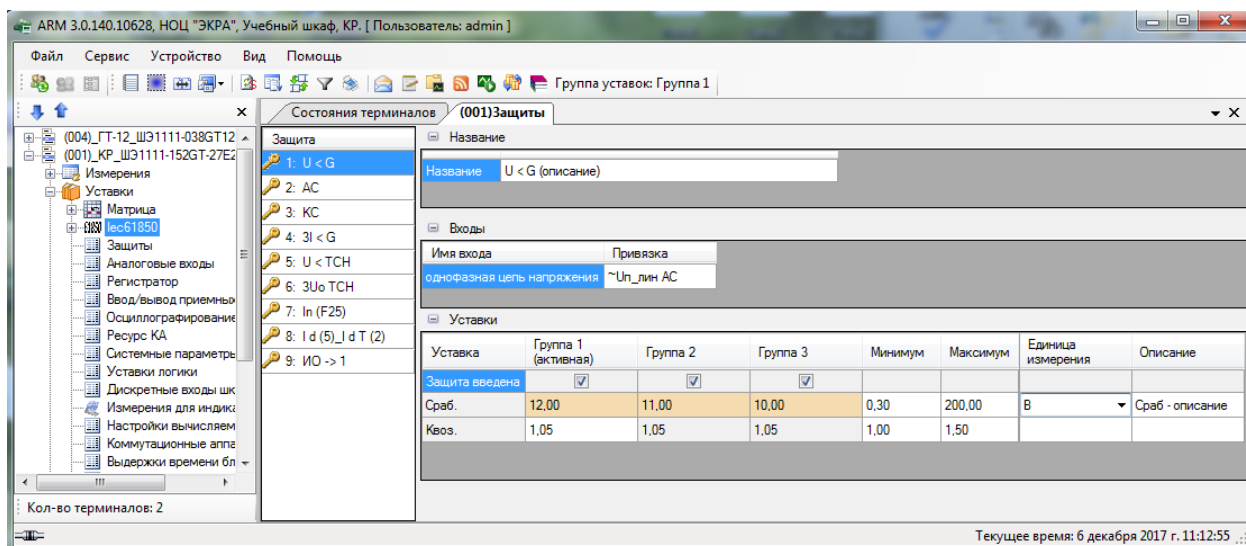 ARM 3.0.140.10628, НОЦ "ЭКРА", Учебный шкаф, КР. [ Пользователь: admin ]
Файл Сервис Устройство Вид Помощь
Группа уставок: Группа 1
(004)_ГТ-12_ШЭ1111-038GT12
(001)_КР_ШЭ1111-152GT-27E2
Измерения
Уставки
Матрица
61850 Iec61850
Защиты
Аналоговые входы
Регистратор
Ввод/вывод приемных
Осциллографирование
Ресурс КА
Системные параметры
Уставки логики
Дискретные входы шк
Измерения для индика
Настройки вычисляем
Коммутационные аппа
Выдержки времени бл
Кол-во терминалов: 2
Состояния терминалов (001)Защиты
Защита
1: U < G
2: AC
3: KC
4: 3I < G
5: U < TCH
6: 3Uo TCH
7: In (F25)
8: I d (5)_I d T (2)
9: ИО -> 1
Название
Название U < G (описание)
Входы
Имя входа Привязка
однофазная цепь напряжения ~Uп_лин AC
Уставки
Уставка Группа 1 (активная) Группа 2 Группа 3 Минимум Максимум Единица измерения Описание
Защита введена
Сраб. 12,00 11,00 10,00 0,30 200,00 В Сраб - описание
Квоз. 1,05 1,05 1,05 1,00 1,50
Текущее время: 6 декабря 2017 г. 11:12:55